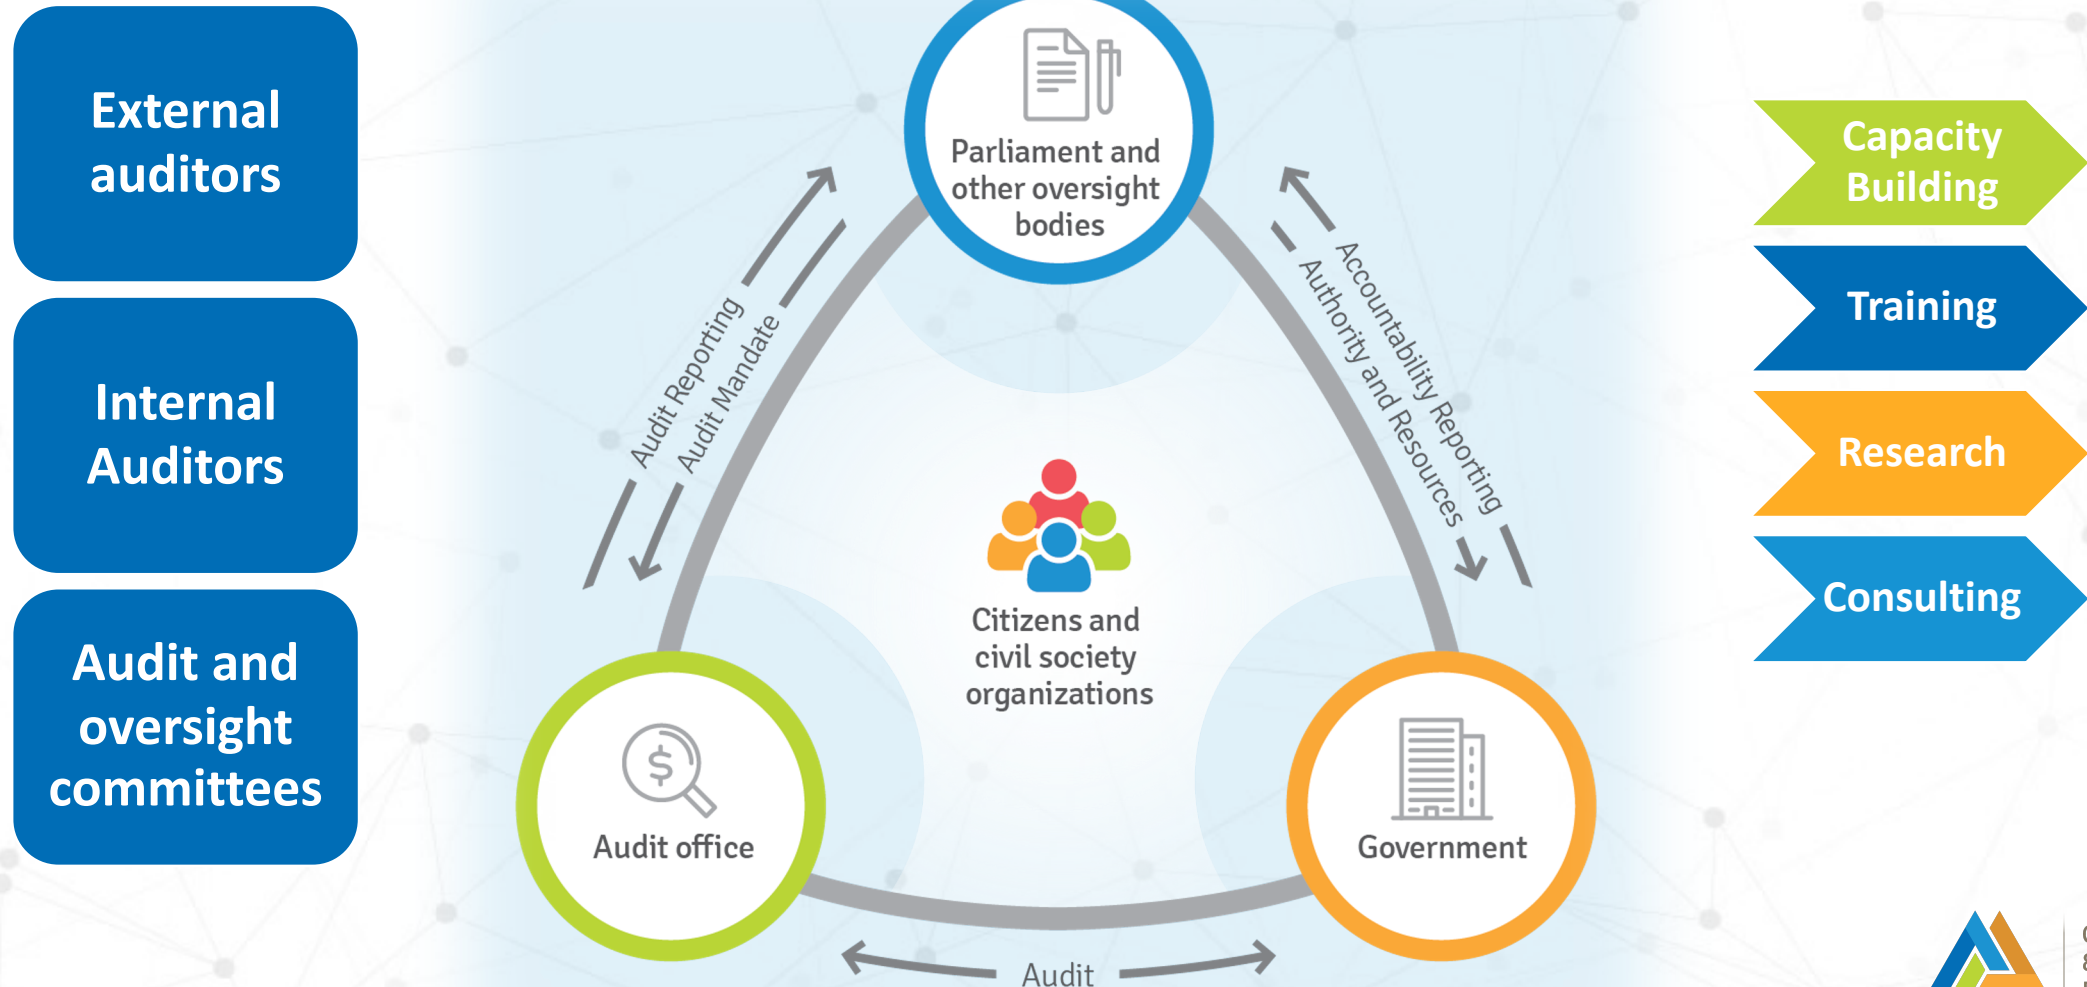 External
auditors
Internal
Auditors
Audit and
oversight
committees
Parliament and
other oversight
bodies
Audit Reporting
Audit Mandate
Accountability Reporting
Authority and Resources
Citizens and
civil society
organizations
Audit office
Government
Audit
Capacity
Building
Training
Research
Consulting